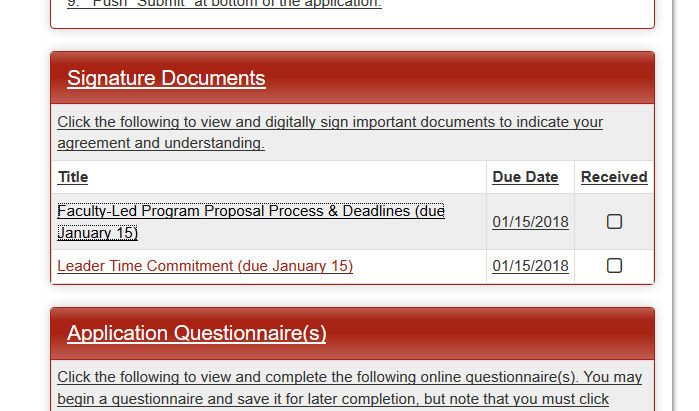 9. Push "Submit" at bottom of the application.
Signature Documents
Click the following to view and digitally sign important documents to indicate your
agreement and understanding.
Title Due Date Received
Faculty-Led Program Proposal Process & Deadlines (due
January 15) 01/15/2018
Leader Time Commitment (due January 15) 01/15/2018
Application Questionnaire(s)
Click the following to view and complete the following online questionnaire(s). You may
begin a questionnaire and save it for later completion, but note that you must click